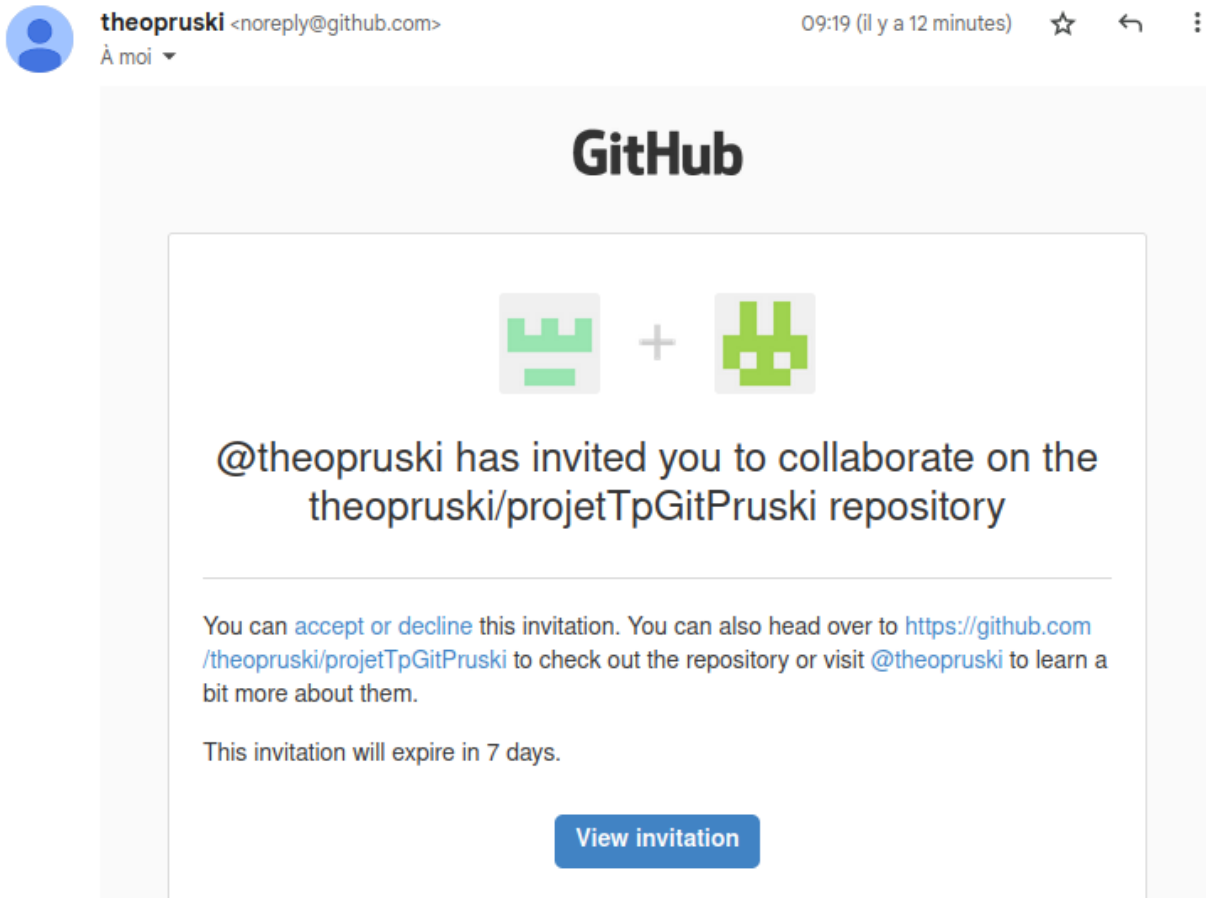 theopruski <noreply@github.com>
09:19 (il y a 12 minutes)
À moi
GitHub
@theopruski has invited you to collaborate on the
theopruski/projetTpGitPruski repository
You can accept or decline this invitation. You can also head over to https://github.com
/theopruski/projetTpGitPruski to check out the repository or visit @theopruski to learn a
bit more about them.
This invitation will expire in 7 days.
View invitation